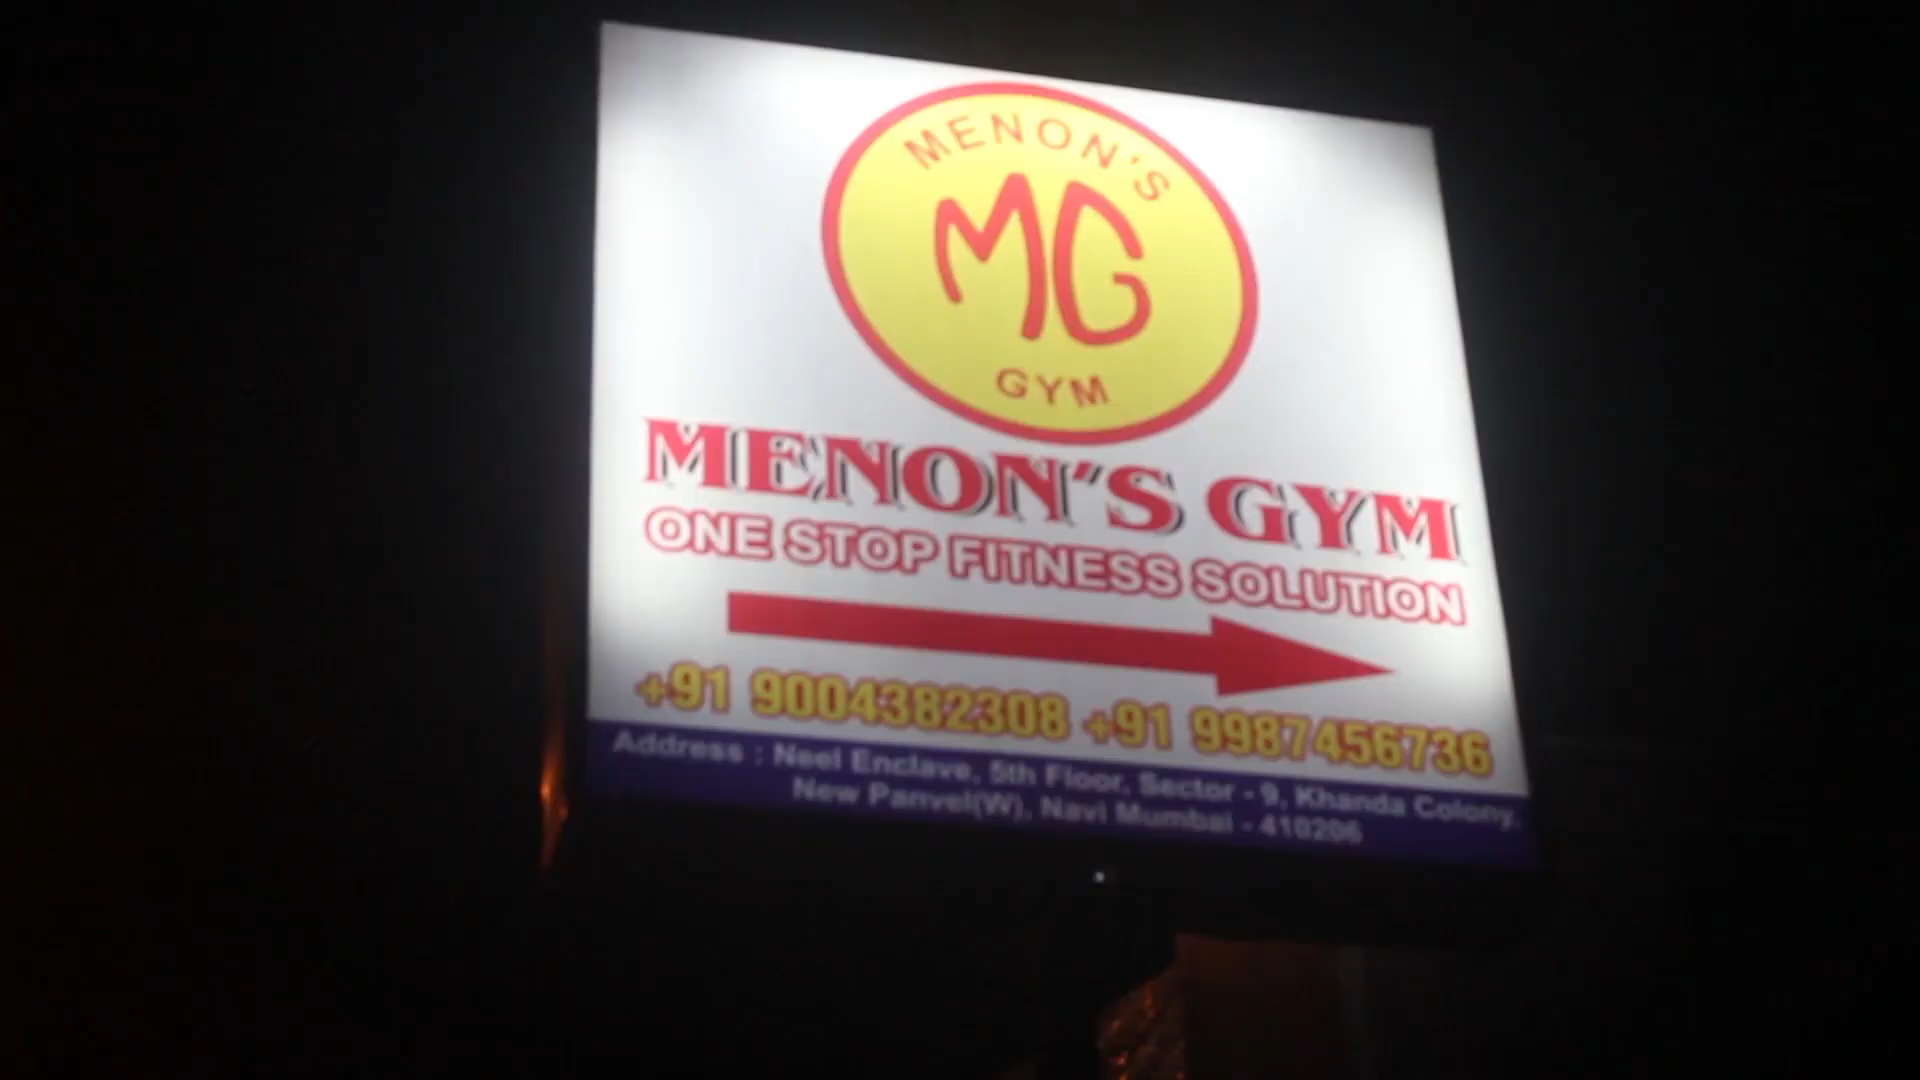 MENON'S
MG
GYM
MENON"S GYM
ONE STOP FITNESS SOLUTION
+91 9004382308 +91 9987456736
Address : Neel Enclave, 5th Floor, Sector - 9, Khanda Colony,
New Panvel(W), Navi Mumbai - 410206